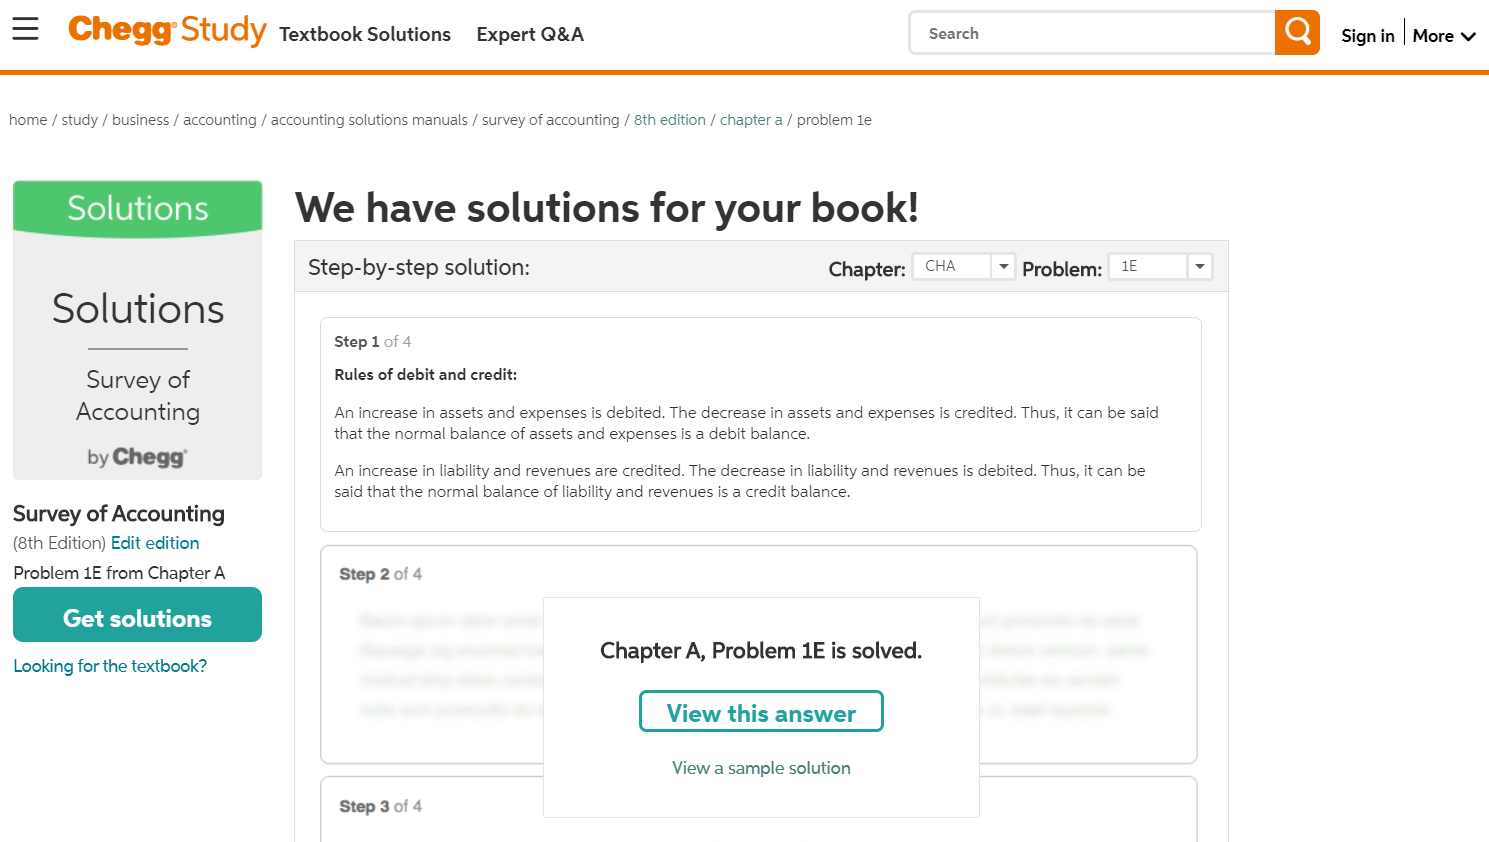 Chegg® Study Textbook Solutions Expert Q&A Search Sign in More
home / study / business / accounting / accounting solutions manuals / survey of accounting / 8th edition / chapter a / problem 1e
Solutions
Solutions
Survey of
Accounting
by Chegg®
Survey of Accounting
(8th Edition) Edit edition
Problem 1E from Chapter A
Get solutions
Looking for the textbook?
We have solutions for your book!
Step-by-step solution: Chapter: CHA Problem: 1E
Step 1 of 4
Rules of debit and credit:
An increase in assets and expenses is debited. The decrease in assets and expenses is credited. Thus, it can be said
that the normal balance of assets and expenses is a debit balance.
An increase in liability and revenues are credited. The decrease in liability and revenues is debited. Thus, it can be
said that the normal balance of liability and revenues is a credit balance.
Step 2 of 4
Chapter A, Problem 1E is solved.
View this answer
View a sample solution
Step 3 of 4